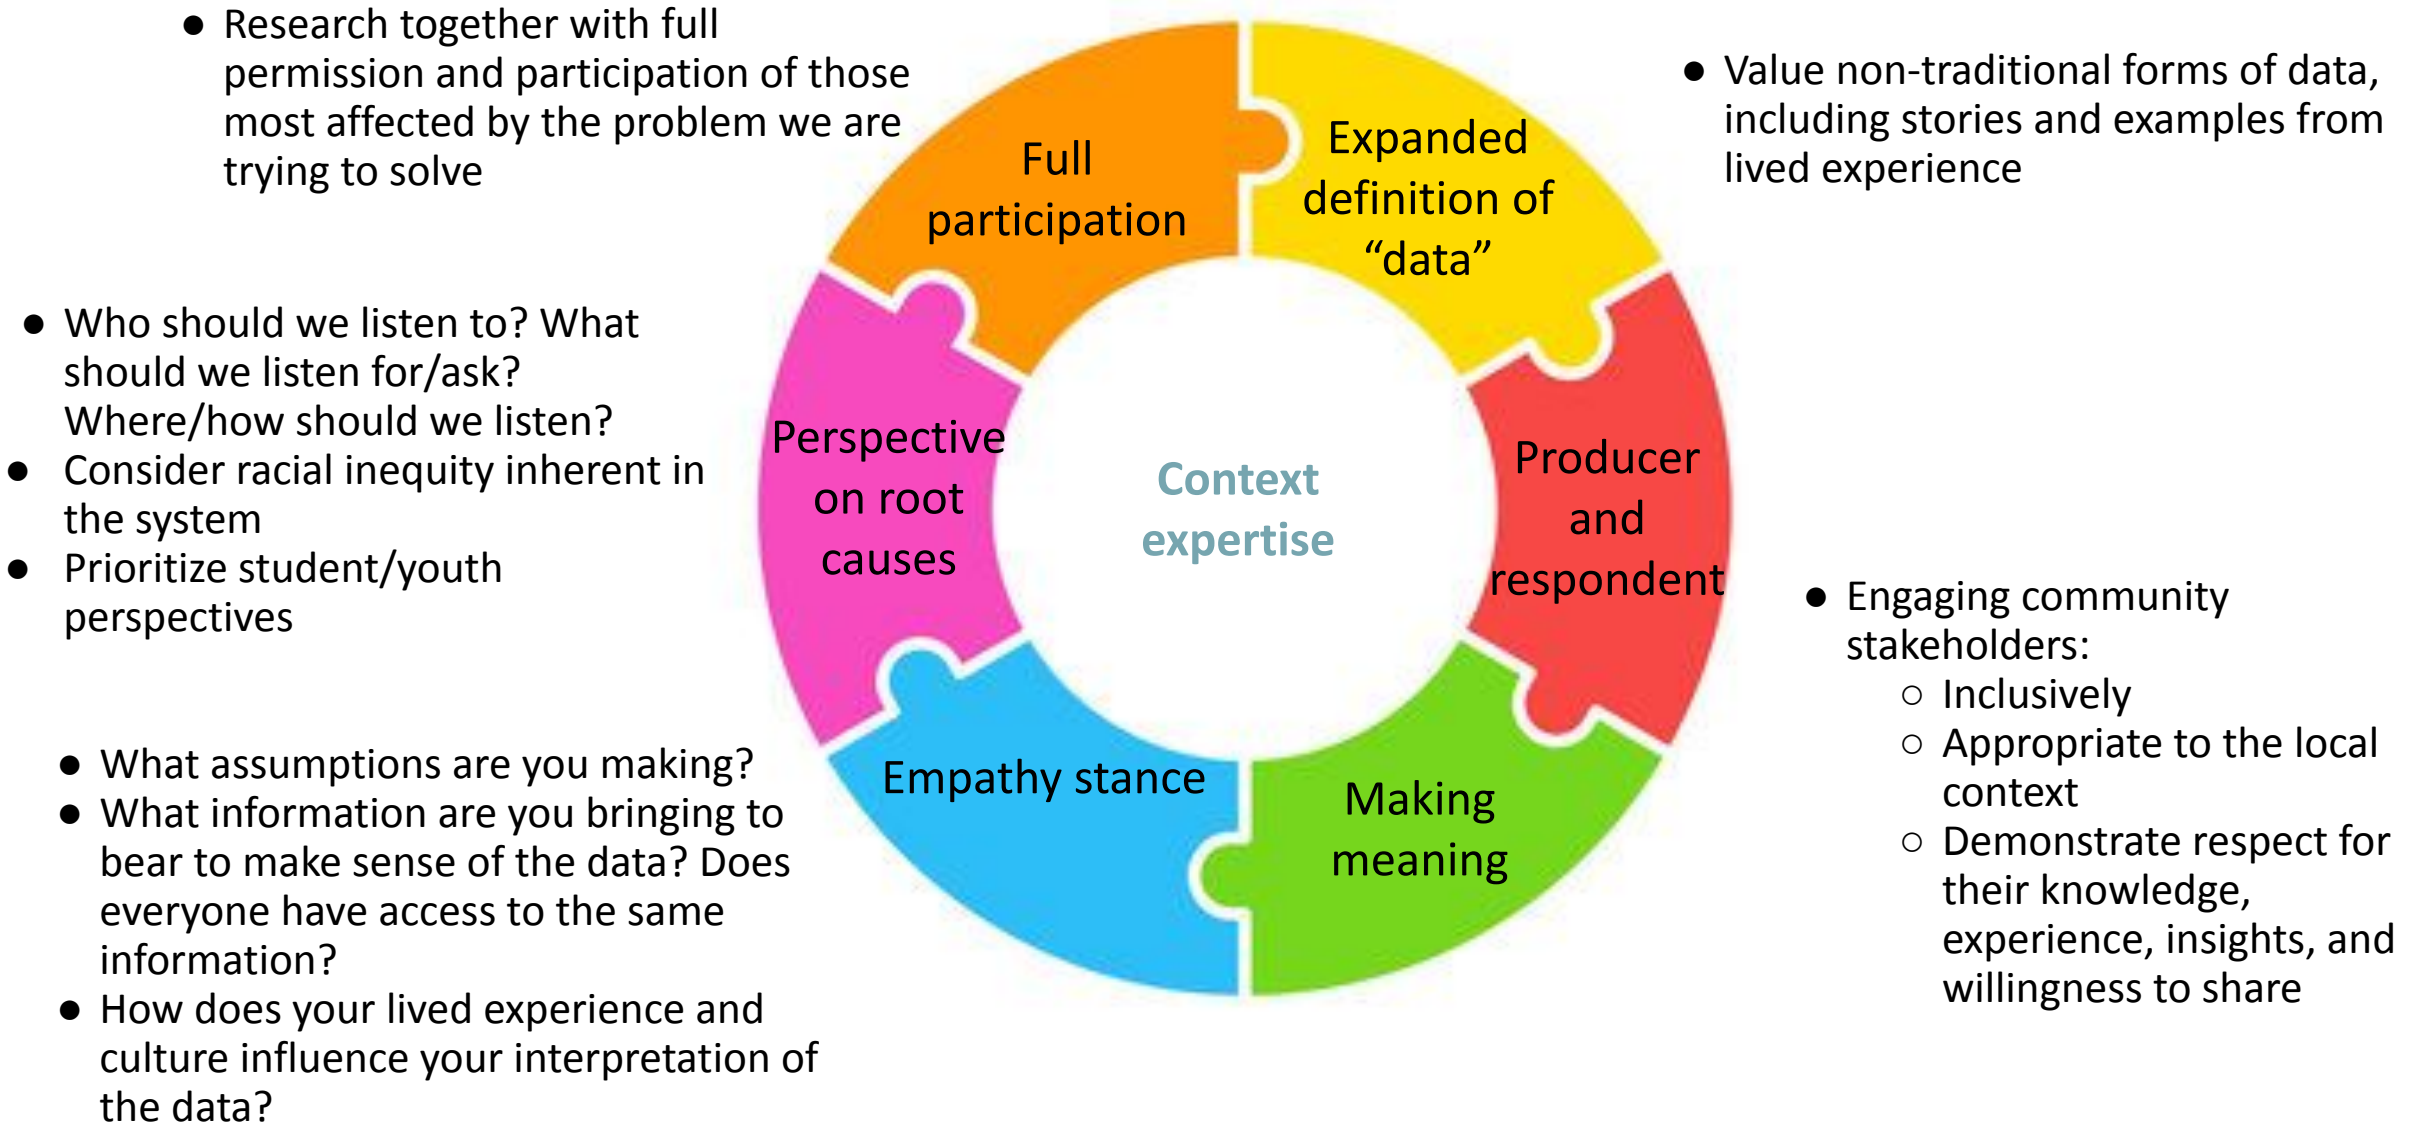 ● Research together with full
permission and participation of those
most affected by the problem we are
trying to solve
● Who should we listen to? What
should we listen for/ask?
Where/how should we listen?
● Consider racial inequity inherent in
the system
● Prioritize student/youth
perspectives
● What assumptions are you making?
● What information are you bringing to
bear to make sense of the data? Does
everyone have access to the same
information?
● How does your lived experience and
culture influence your interpretation of
the data?
Full
participation
Expanded
definition of
“data”
Perspective
on root
causes
Context
expertise
Producer
and
respondent
Empathy stance
Making
meaning
● Value non-traditional forms of data,
including stories and examples from
lived experience
● Engaging community
stakeholders:
○ Inclusively
○ Appropriate to the local
context
○ Demonstrate respect for
their knowledge,
experience, insights, and
willingness to share